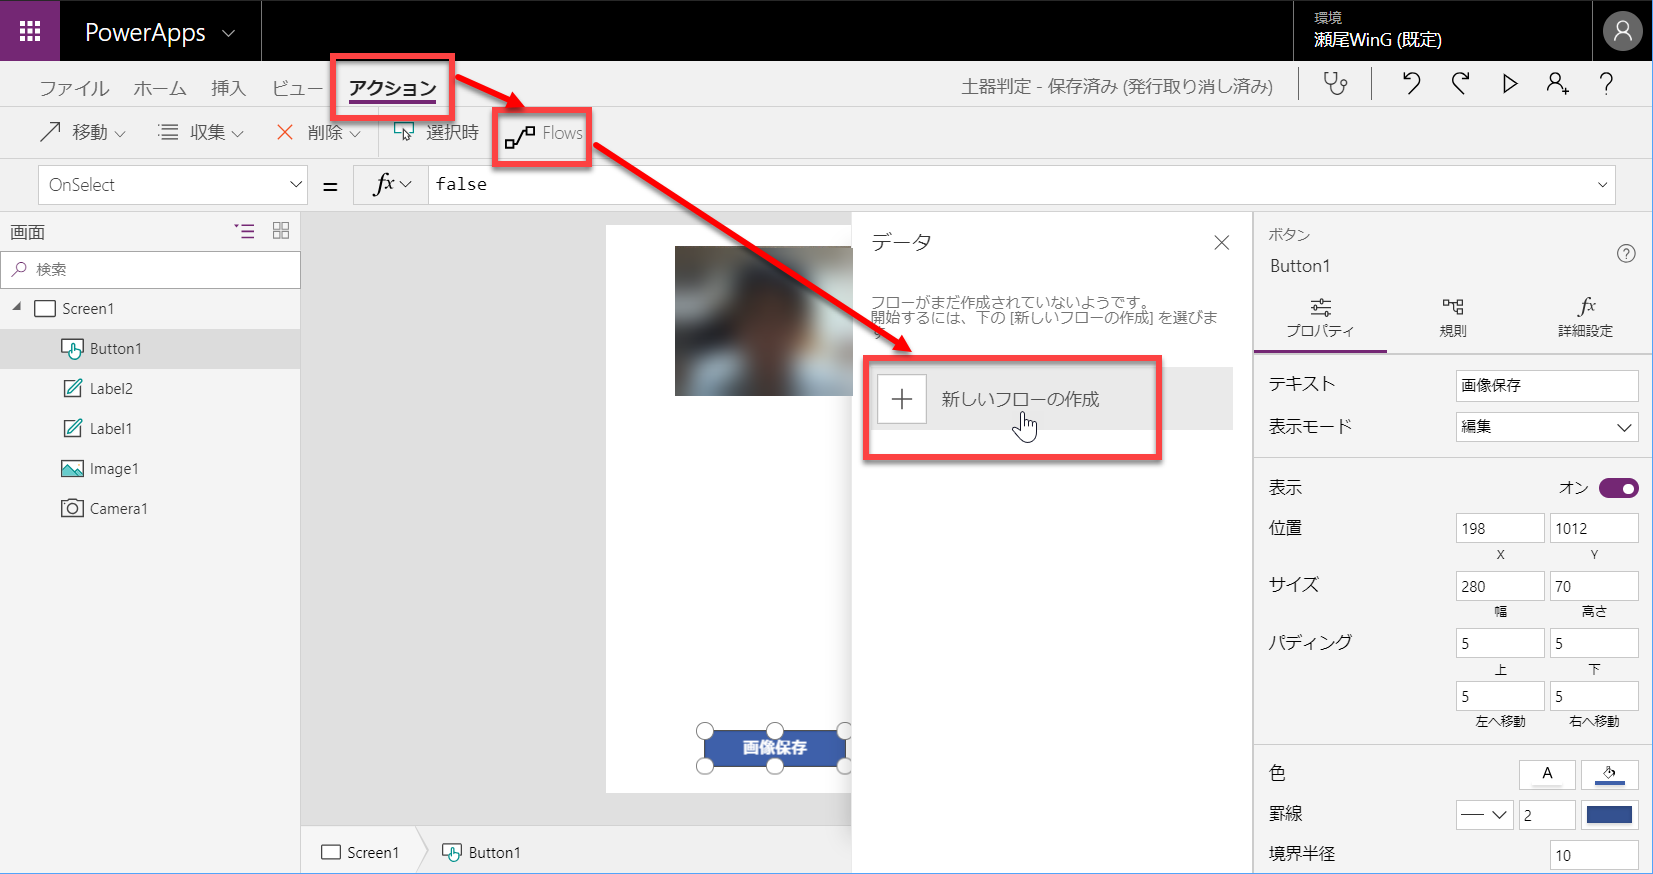 PowerApps
環境
瀬尾WinG (既定)
ファイル ホーム 挿入 ビュー アクション
土器判定 - 保存済み (発行取り消し済み)
移動 収集 削除 選択時 Flows
OnSelect = fx false
画面
検索
Screen1
Button1
Label2
Label1
Image1
Camera1
データ
フローがまだ作成されていないようです。
開始するには、下の [新しいフローの作成] を選びま
す
新しいフローの作成
画像保存
Screen1 Button1
ボタン
Button1
プロパティ 規則 詳細設定
テキスト 画像保存
表示モード 編集
表示 オン
位置 198 1012
X Y
サイズ 280 70
幅 高さ
パディング 5 5
上 下
5 5
左へ移動 右へ移動
色 A
罫線 2
境界半径 10